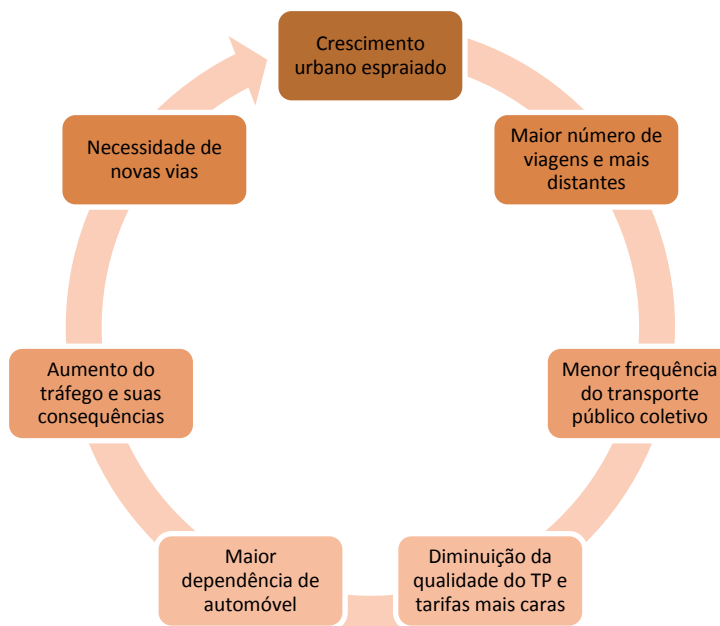 Crescimento
urbano espraiado
Maior número de
viagens e mais
distantes
Menor frequência
do transporte
público coletivo
Diminuição da
qualidade do TP e
tarifas mais caras
Maior
dependência de
automóvel
Aumento do
tráfego e suas
consequências
Necessidade de
novas vias